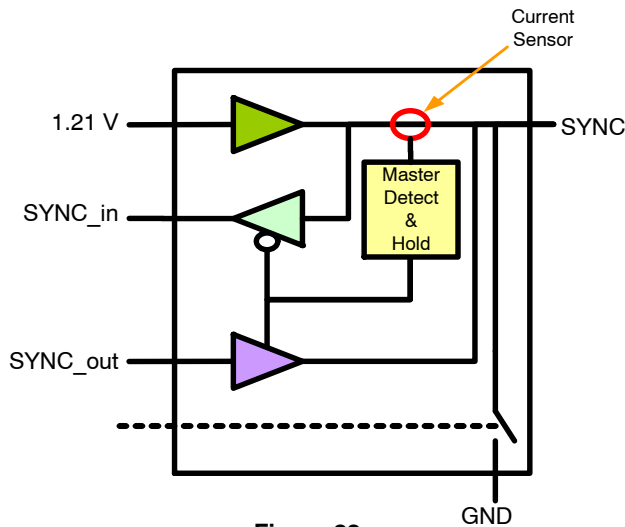 Current
Sensor
1.21 V
SYNC
Master
Detect
&
Hold
SYNC_in
SYNC_out
GND